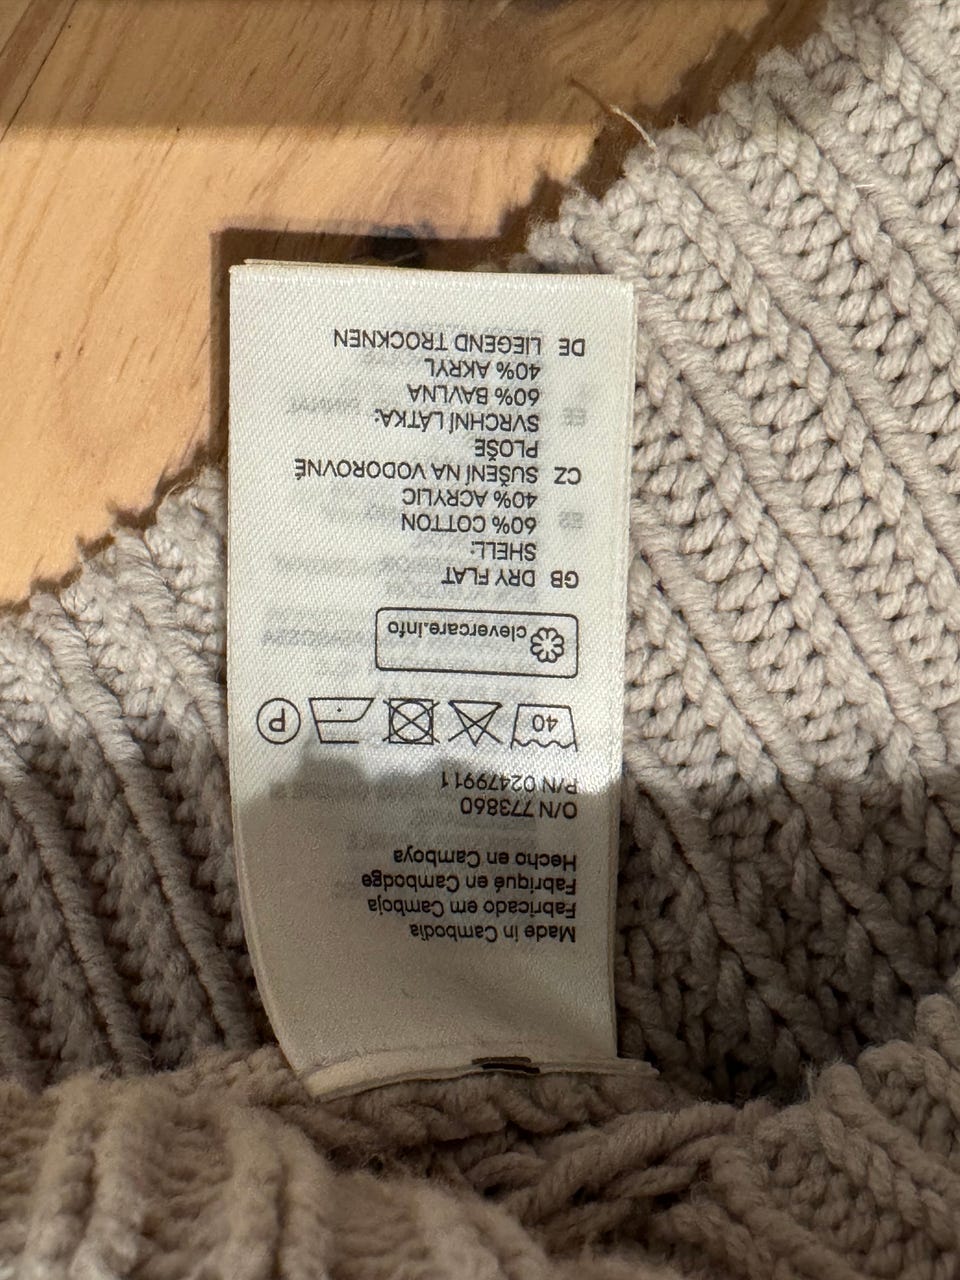 Made in Cambodia
Fabricado em Camboja
Fabriqué en Cambodge
Hecho en Camboya
O/N 773860
P/N 02479911
40
P
clevercare.info
GB DRY FLAT
SHELL:
60% COTTON
40% ACRYLIC
CZ SUŠENÍ NA VODOROVNÉ
PLOŠE
SVRCHNÍ LÁTKA:
60% BAVLNA
40% AKRYL
DE LIEGEND TROCKNEN